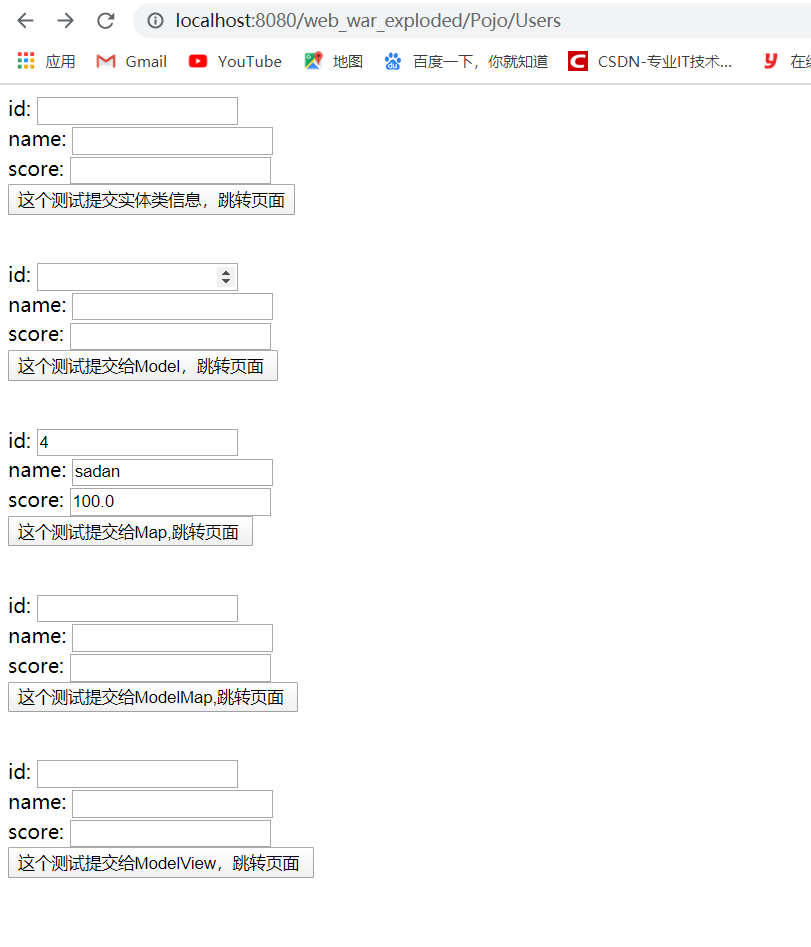 localhost:8080/web_war_exploded/Pojo/Users
应用 Gmail YouTube 地图 百度一下，你就知道 CSDN-专业IT技术... 在线
id:
name:
score:
这个测试提交实体类信息，跳转页面
id:
name:
score:
这个测试提交给Model，跳转页面
id: 4
name: sadan
score: 100.0
这个测试提交给Map,跳转页面
id:
name:
score:
这个测试提交给ModelMap,跳转页面
id:
name:
score:
这个测试提交给ModelView，跳转页面